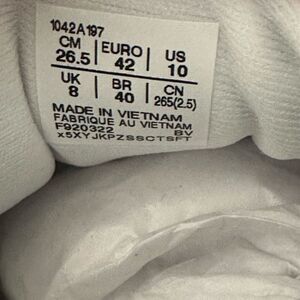 1042A197
CM EURO US
26.5 42 10
UK BR CN
8 40 265(2.5)
MADE IN VIETNAM
FABRIQUE AU VIETNAM
F920322 BV
x5XYJKPZSSCTSFT